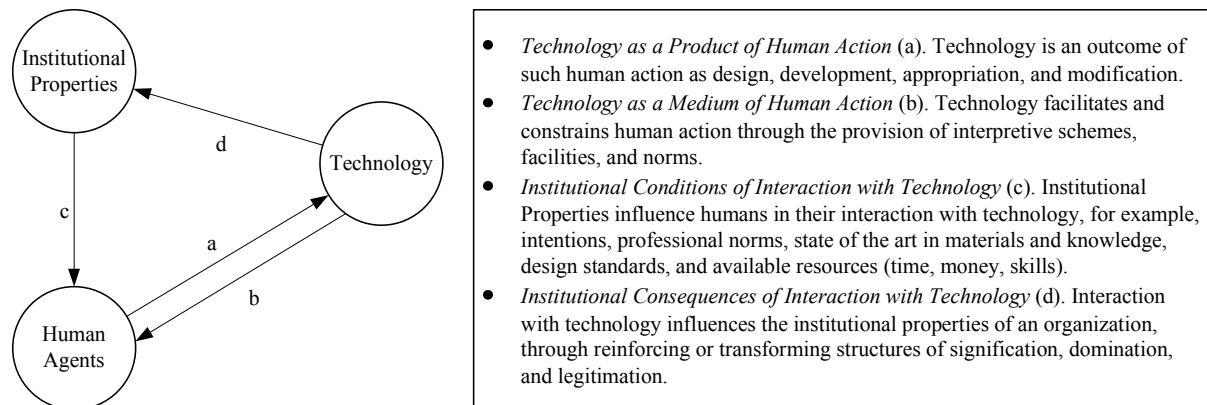 Institutional
Properties
d
Technology
c
a
b
Human
Agents
● Technology as a Product of Human Action (a). Technology is an outcome of
such human action as design, development, appropriation, and modification.
● Technology as a Medium of Human Action (b). Technology facilitates and
constrains human action through the provision of interpretive schemes,
facilities, and norms.
● Institutional Conditions of Interaction with Technology (c). Institutional
Properties influence humans in their interaction with technology, for example,
intentions, professional norms, state of the art in materials and knowledge,
design standards, and available resources (time, money, skills).
● Institutional Consequences of Interaction with Technology (d). Interaction
with technology influences the institutional properties of an organization,
through reinforcing or transforming structures of signification, domination,
and legitimation.